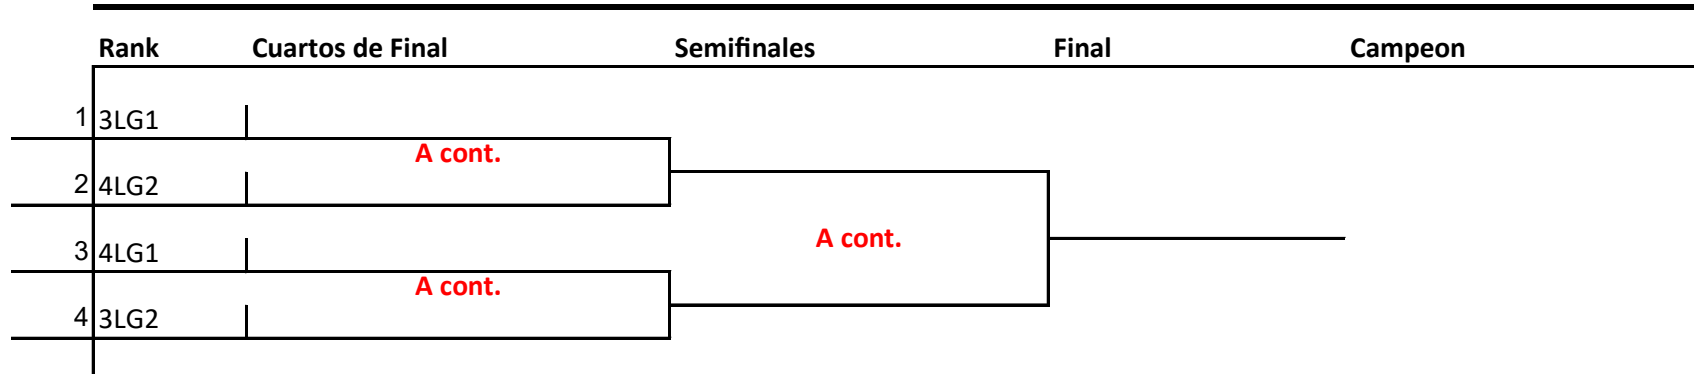 Rank Cuartos de Final Semifinales Final Campeon
1 3LG1
A cont.
2 4LG2
A cont.
3 4LG1
A cont.
4 3LG2